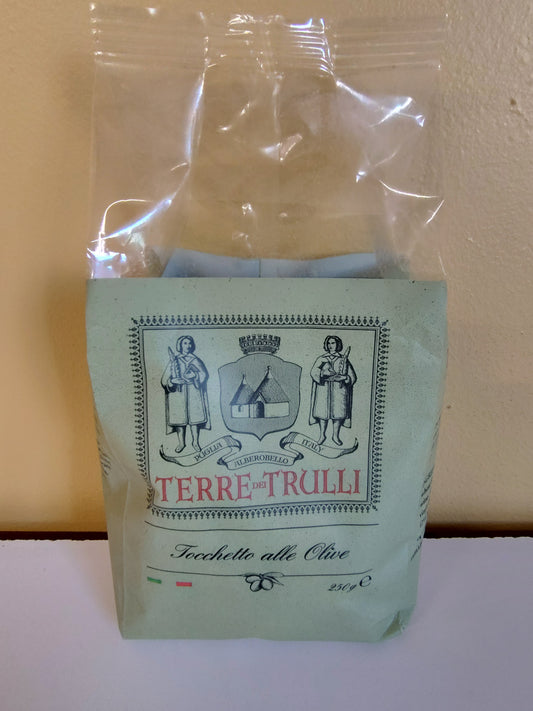 PUGLIA
ALBEROBELLO
ITALY
TERRE DEI TRULLI
Tocchetto alle Olive
250g e